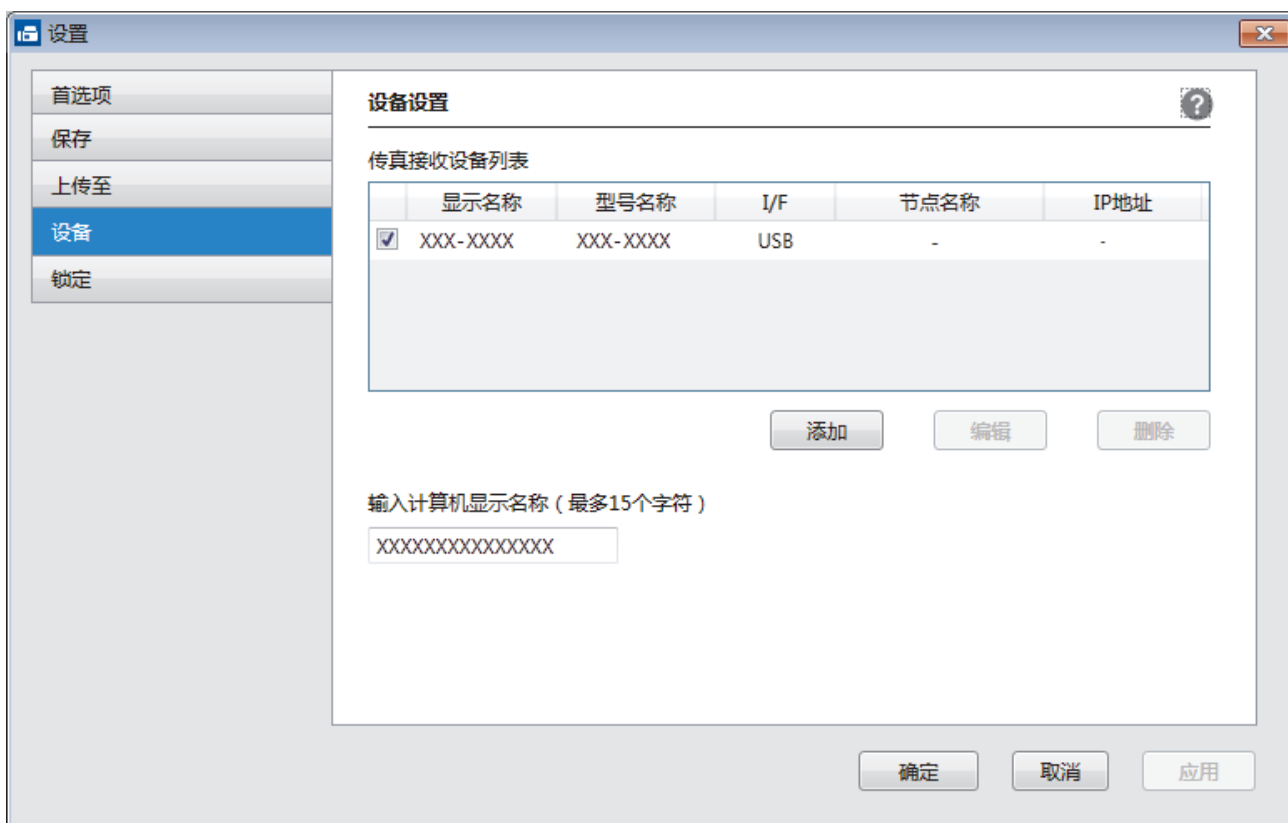 设置
首选项
保存
上传至
设备
锁定
设备设置
?
传真接收设备列表
显示名称 型号名称 I/F 节点名称 IP地址
XXX-XXXX XXX-XXXX USB - -
添加 编辑 删除
输入计算机显示名称（最多15个字符）
XXXXXXXXXXXXXXX
确定 取消 应用